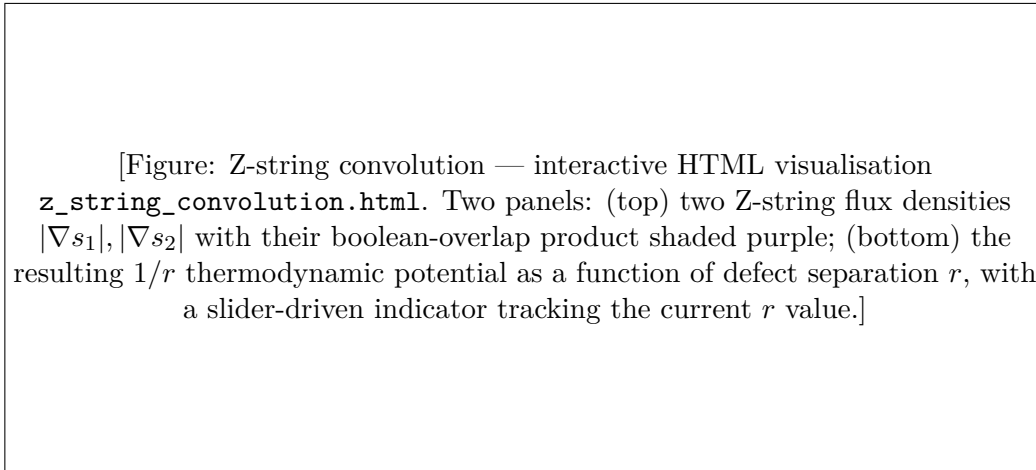 [Figure: Z-string convolution — interactive HTML visualisation
z_string_convolution.html. Two panels: (top) two Z-string flux densities
|∇s₁|, |∇s₂| with their boolean-overlap product shaded purple; (bottom) the
resulting 1/r thermodynamic potential as a function of defect separation r, with
a slider-driven indicator tracking the current r value.]